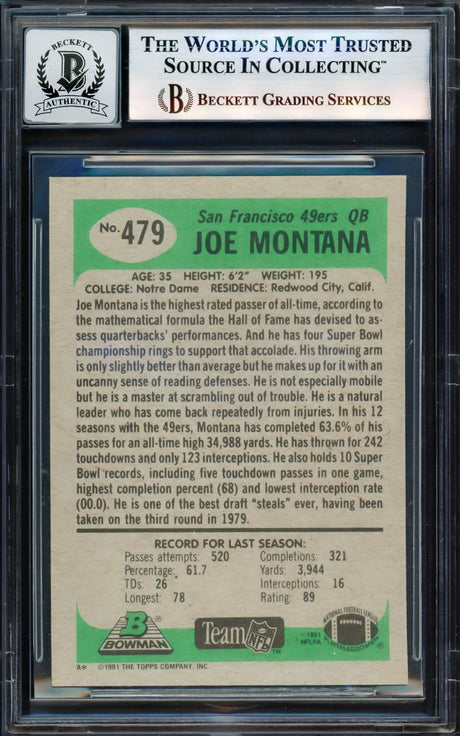 BECKETT
B
AUTHENTIC
THE WORLD'S MOST TRUSTED
SOURCE IN COLLECTING™
B BECKETT GRADING SERVICES
No. 479
San Francisco 49ers QB
JOE MONTANA
AGE: 35 HEIGHT: 6'2" WEIGHT: 195
COLLEGE: Notre Dame RESIDENCE: Redwood City, Calif.
Joe Montana is the highest rated passer of all-time, according to
the mathematical formula the Hall of Fame has devised to as-
sess quarterbacks' performances. And he has four Super Bowl
championship rings to support that accolade. His throwing arm
is only slightly better than average but he makes up for it with an
uncanny sense of reading defenses. He is not especially mobile
but he is a master at scrambling out of trouble. He is a natural
leader who has come back repeatedly from injuries. In his 12
seasons with the 49ers, Montana has completed 63.6% of his
passes for an all-time high 34,988 yards. He has thrown for 242
touchdowns and only 123 interceptions. He also holds 10 Super
Bowl records, including five touchdown passes in one game,
highest completion percent (68) and lowest interception rate
(00.0). He is one of the best draft "steals" ever, having been
taken on the third round in 1979.
RECORD FOR LAST SEASON:
Passes attempts: 520 Completions: 321
Percentage: 61.7 Yards: 3,944
TDs: 26 Interceptions: 16
Longest: 78 Rating: 89
B
BOWMAN
Team NFL™
©1991
NFLPA
NATIONAL FOOTBALL LEAGUE
PLAYERS ASSOCIATION
A* ©1991 THE TOPPS COMPANY, INC.